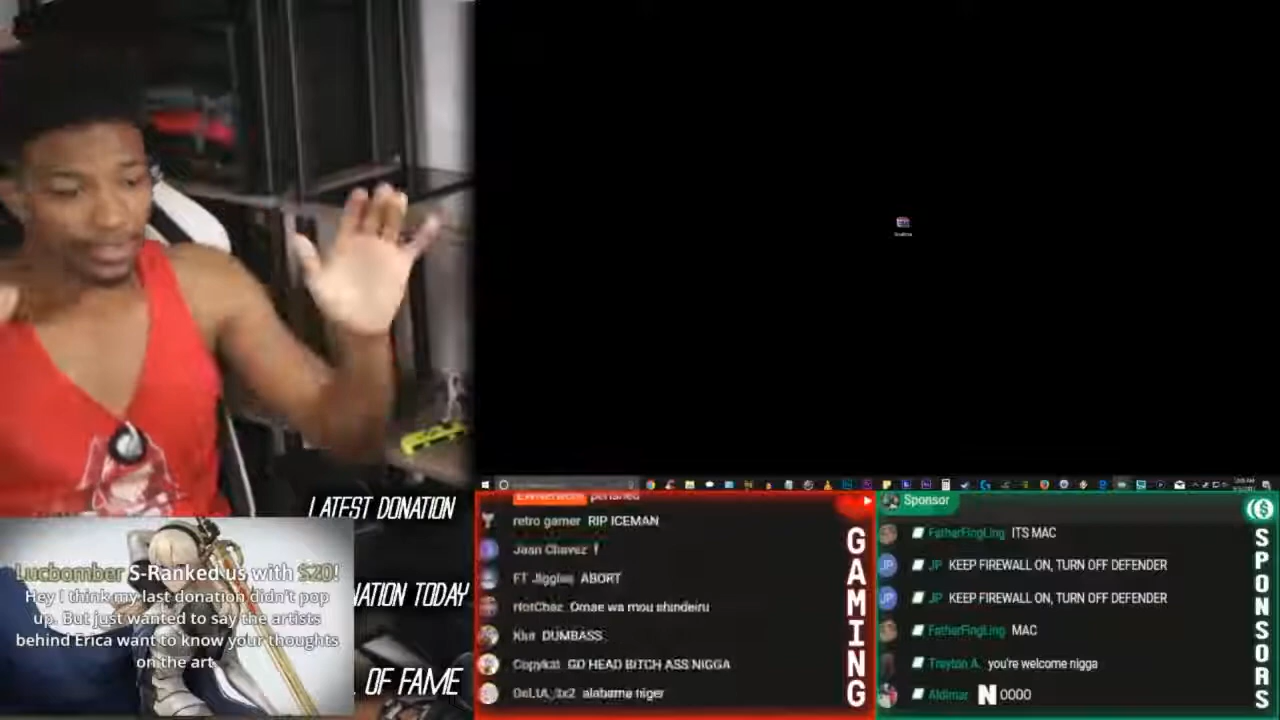 LATEST DONATION
Lucbomber S-Ranked us with $20!
Hey I think my last donation didn't pop
up. But just wanted to say the artists
behind Erica want to know your thoughts
on the art.
NATION TODAY
OF FAME
perished
retro gamer RIP ICEMAN
Juan Chavez !
FT Jiggles ABORT
Omae wa mou shindeiru
DUMBASS
Copykat GO HEAD BITCH ASS NIGGA
alabama niger
GAMING
Sponsor
FatherFingLing ITS MAC
JP KEEP FIREWALL ON, TURN OFF DEFENDER
JP KEEP FIREWALL ON, TURN OFF DEFENDER
FatherFingLing MAC
Trayton A. you're welcome nigga
Aldimar N OOOO
SPONSORS